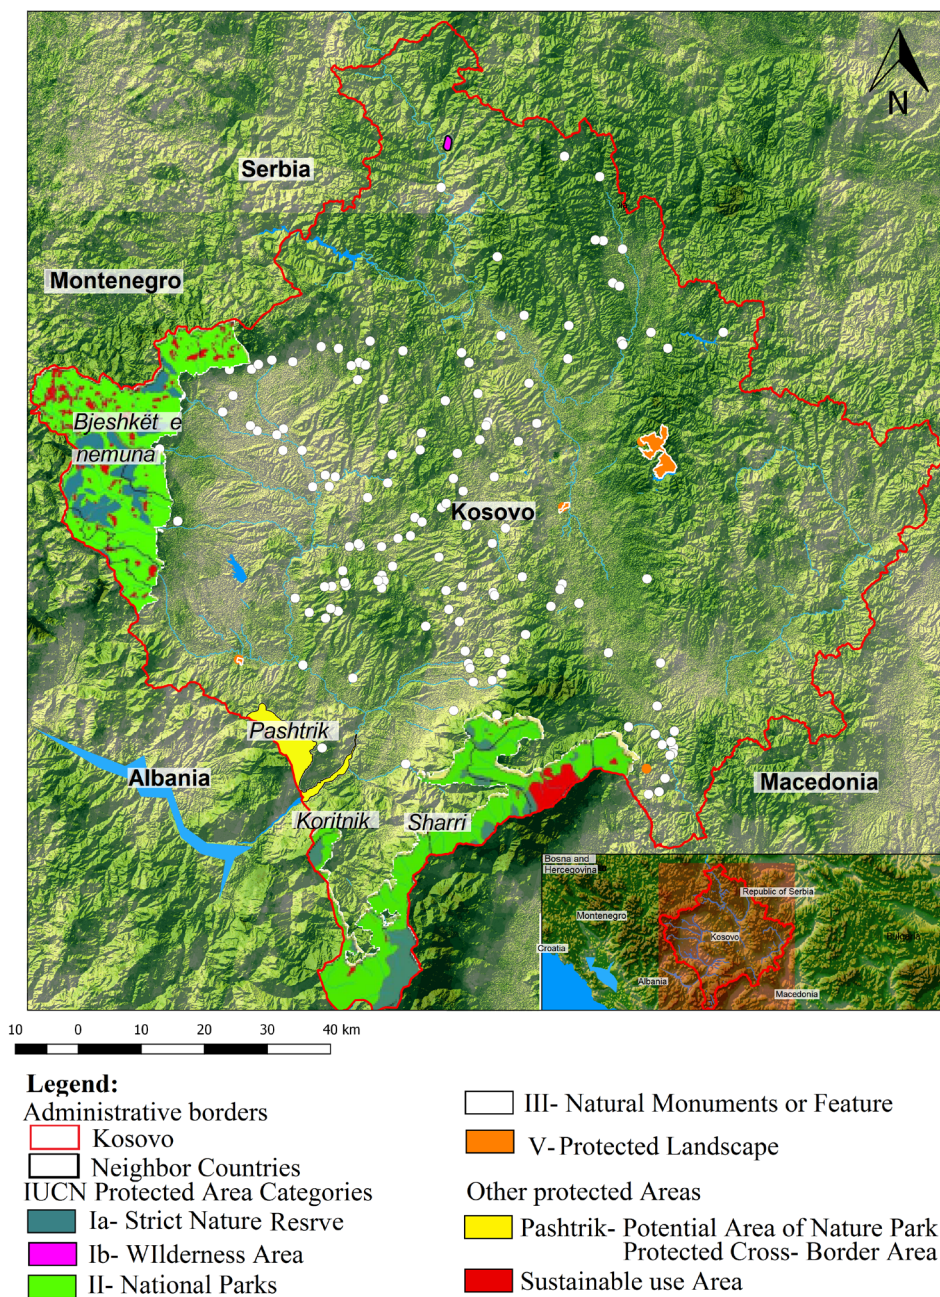 N
Serbia
Montenegro
Bjeshkët e
nemuna
Kosovo
Pashtrik
Albania
Macedonia
Koritnik
Sharri
Bosna and
Hercegovina
Republic of Serbia
Montenegro
Kosovo
Croatia
Albania
Macedonia
10 0 10 20 30 40 km
Legend:
Administrative borders
Kosovo
Neighbor Countries
IUCN Protected Area Categories
Ia- Strict Nature Resrve
Ib- WIlderness Area
II- National Parks
III- Natural Monuments or Feature
V-Protected Landscape
Other protected Areas
Pashtrik- Potential Area of Nature Park
Protected Cross- Border Area
Sustainable use Area